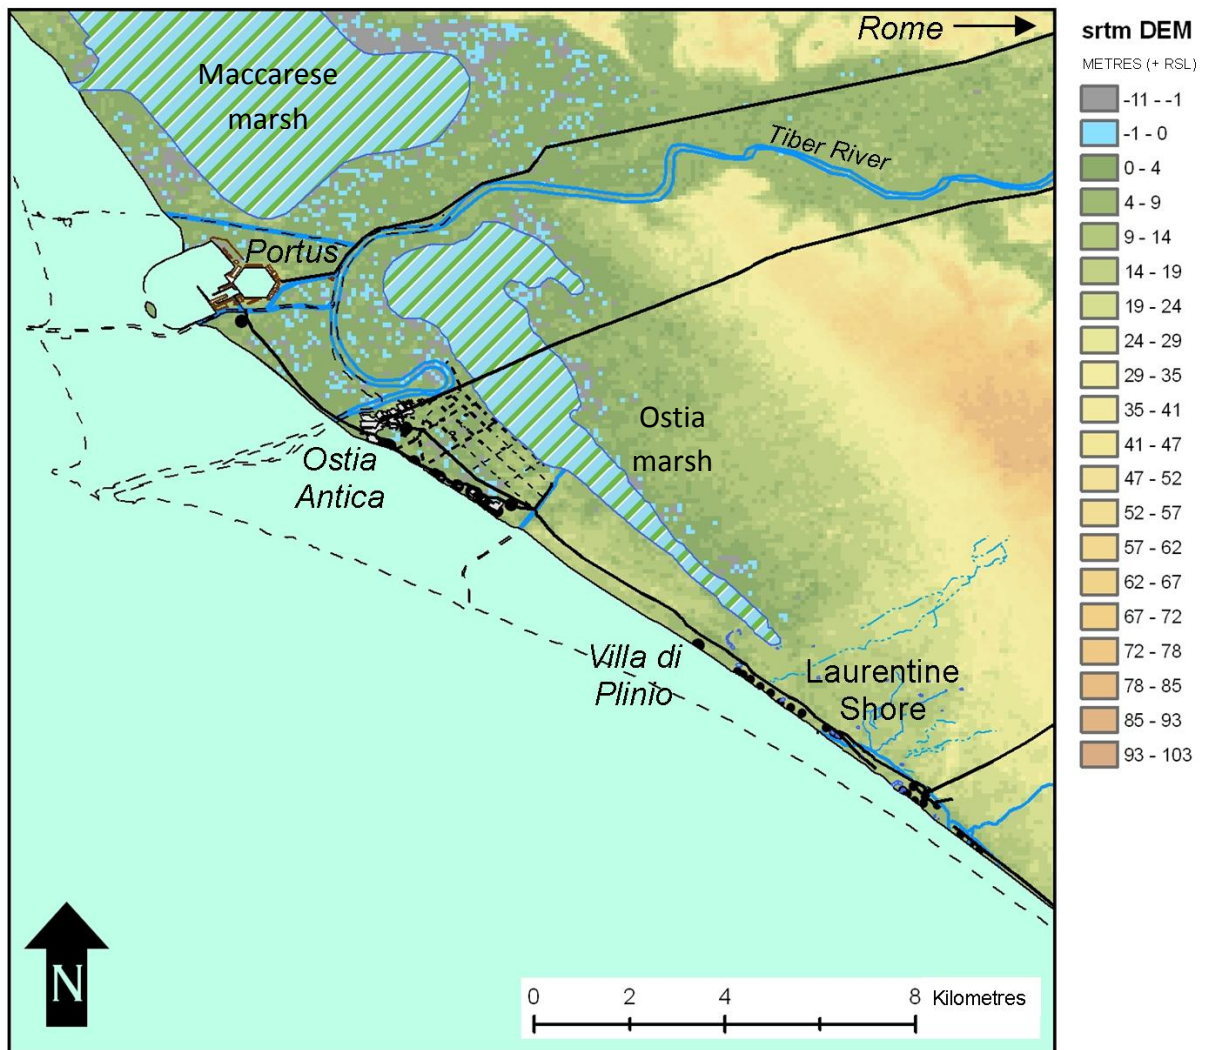 Rome
Maccarese
marsh
Tiber River
Portus
Ostia
marsh
Ostia
Antica
Villa di
Plinio
Laurentine
Shore
N
0 2 4 8 Kilometres
srtm DEM
METRES (+ RSL)
-11 - -1
-1 - 0
0 - 4
4 - 9
9 - 14
14 - 19
19 - 24
24 - 29
29 - 35
35 - 41
41 - 47
47 - 52
52 - 57
57 - 62
62 - 67
67 - 72
72 - 78
78 - 85
85 - 93
93 - 103